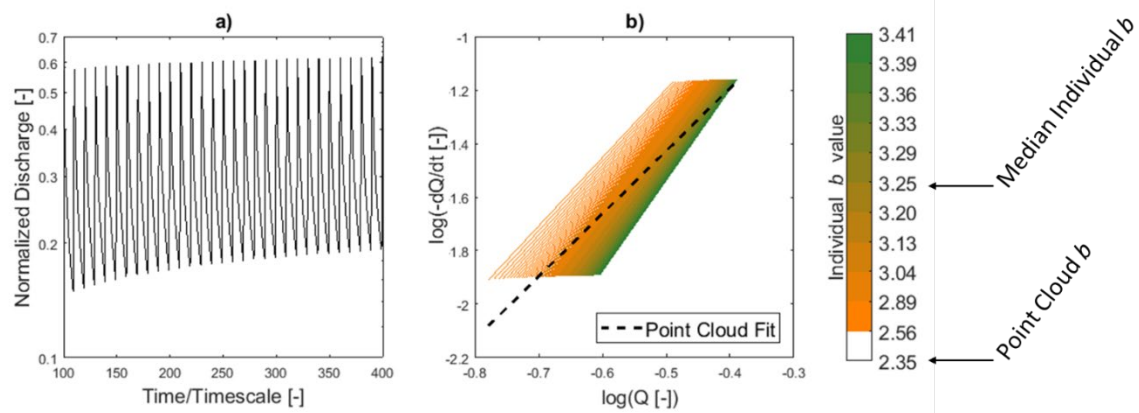 a)
0.7
0.6
0.5
0.4
0.3
0.2
0.1
Normalized Discharge [-]
100 150 200 250 300 350 400
Time/Timescale [-]
b)
-1
1.2
1.4
1.6
1.8
-2
-2.2
log(-dQ/dt) [-]
Point Cloud Fit
-0.8 -0.7 -0.6 -0.5 -0.4 -0.3
log(Q [-])
Individual b value
3.41
3.36
3.33
3.29
3.25
3.20
3.13
3.04
2.89
2.56
2.35
Median Individual b
Point Cloud b